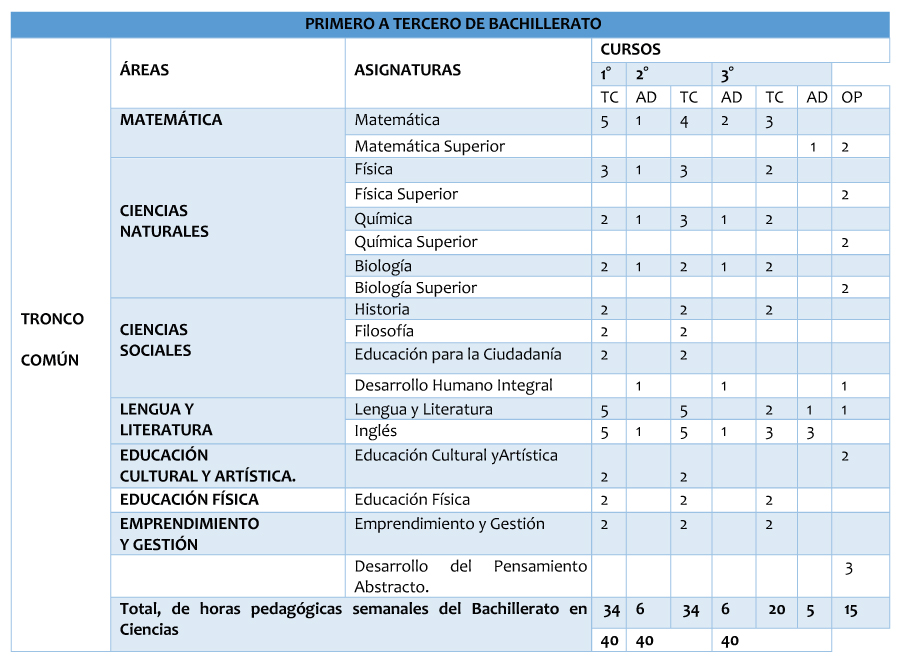 PRIMERO A TERCERO DE BACHILLERATO
CURSOS
ÁREAS ASIGNATURAS
1° 2° 3°
TC AD TC AD TC AD OP
MATEMÁTICA Matemática 5 1 4 2 3
Matemática Superior 1 2
Física 3 1 3 2
Física Superior 2
CIENCIAS
NATURALES
Química 2 1 3 1 2
Química Superior 2
Biología 2 1 2 1 2
Biología Superior 2
TRONCO
COMÚN
Historia 2 2 2
CIENCIAS
SOCIALES
Filosofía 2 2
Educación para la Ciudadanía 2 2
Desarrollo Humano Integral 1 1 1
LENGUA Y
LITERATURA
Lengua y Literatura 5 5 2 1 1
Inglés 5 1 5 1 3 3
EDUCACIÓN
CULTURAL Y ARTÍSTICA.
Educación Cultural yArtística 2
2 2
EDUCACIÓN FÍSICA Educación Física 2 2 2
EMPRENDIMIENTO
Y GESTIÓN
Emprendimiento y Gestión 2 2 2
Desarrollo del Pensamiento
Abstracto.
3
Total, de horas pedagógicas semanales del Bachillerato en
Ciencias
34 6 34 6 20 5 15
40 40 40